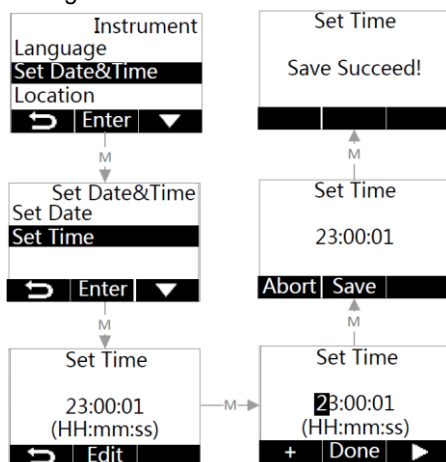 Instrument
Language
Set Date&Time
Location
Enter
M
Set Date&Time
Set Date
Set Time
Enter
M
Set Time
23:00:01
(HH:mm:ss)
Edit
M
Set Time
23:00:01
(HH:mm:ss)
+ Done
M
Set Time
23:00:01
Abort Save
M
Set Time
Save Succeed!